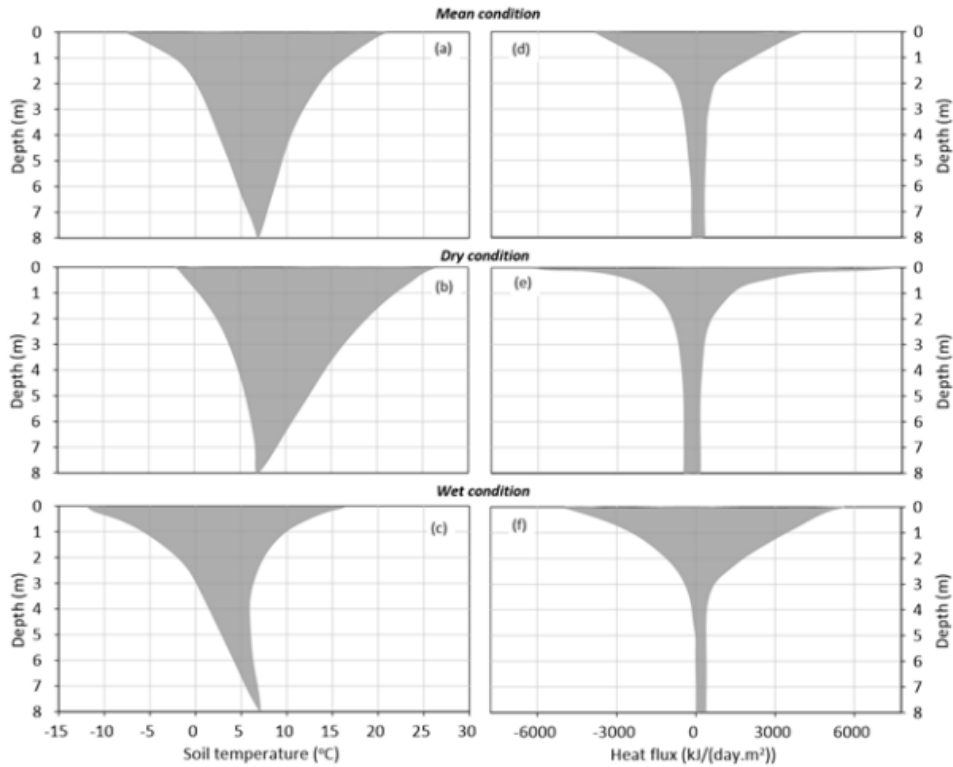 Mean condition
0
1
2
3
4
5
6
7
8
Depth (m)
(a)
(d)
0
1
2
3
4
5
6
7
8
Depth (m)
Dry condition
0
1
2
3
4
5
6
7
8
Depth (m)
(b)
(e)
0
1
2
3
4
5
6
7
8
Depth (m)
Wet condition
0
1
2
3
4
5
6
7
8
Depth (m)
(c)
(f)
0
1
2
3
4
5
6
7
8
Depth (m)
-15 -10 -5 0 5 10 15 20 25 30
Soil temperature (°C)
-6000 -3000 0 3000 6000
Heat flux (kJ/(day.m²))